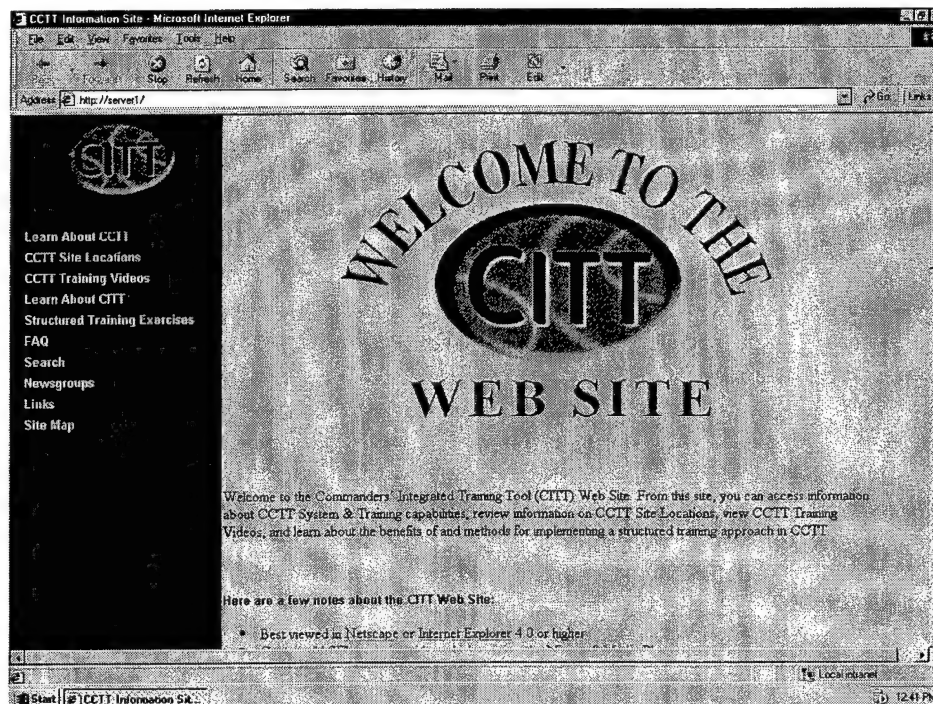 CCTT Information Site - Microsoft Internet Explorer
File Edit View Favorites Tools Help
Back Forward Stop Refresh Home Search Favorites History Mail Print Edit
Address http://server1/ Go Links
CITT
Learn About CCTT
CCTT Site Locations
CCTT Training Videos
Learn About CITT
Structured Training Exercises
FAQ
Search
Newsgroups
Links
Site Map
WELCOME TO THE
CITT
WEB SITE
Welcome to the Commanders' Integrated Training Tool (CITT) Web Site. From this site, you can access information
about CCTT System & Training capabilities, review information on CCTT Site Locations, view CCTT Training
Videos, and learn about the benefits of and methods for implementing a structured training approach in CCTT
Here are a few notes about the CITT Web Site:
• Best viewed in Netscape or Internet Explorer 4.0 or higher
Local intranet
Start CCTT Information Sit... 12:41 PM